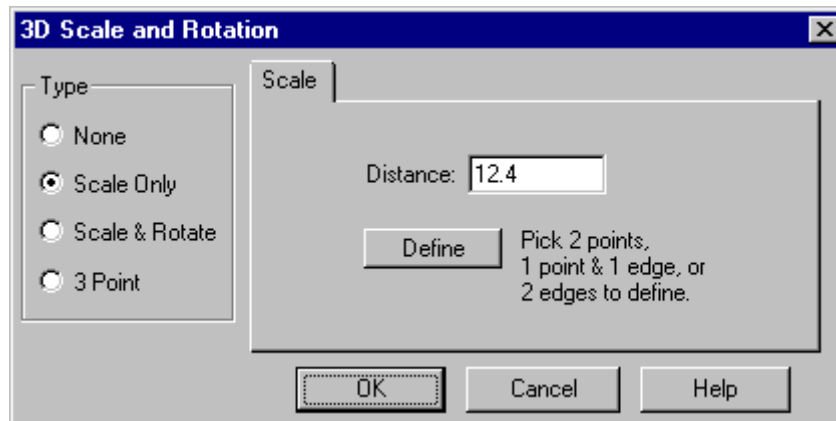 3D Scale and Rotation
Type
None
Scale Only
Scale & Rotate
3 Point
Scale
Distance: 12.4
Define
Pick 2 points,
1 point & 1 edge, or
2 edges to define.
OK
Cancel
Help